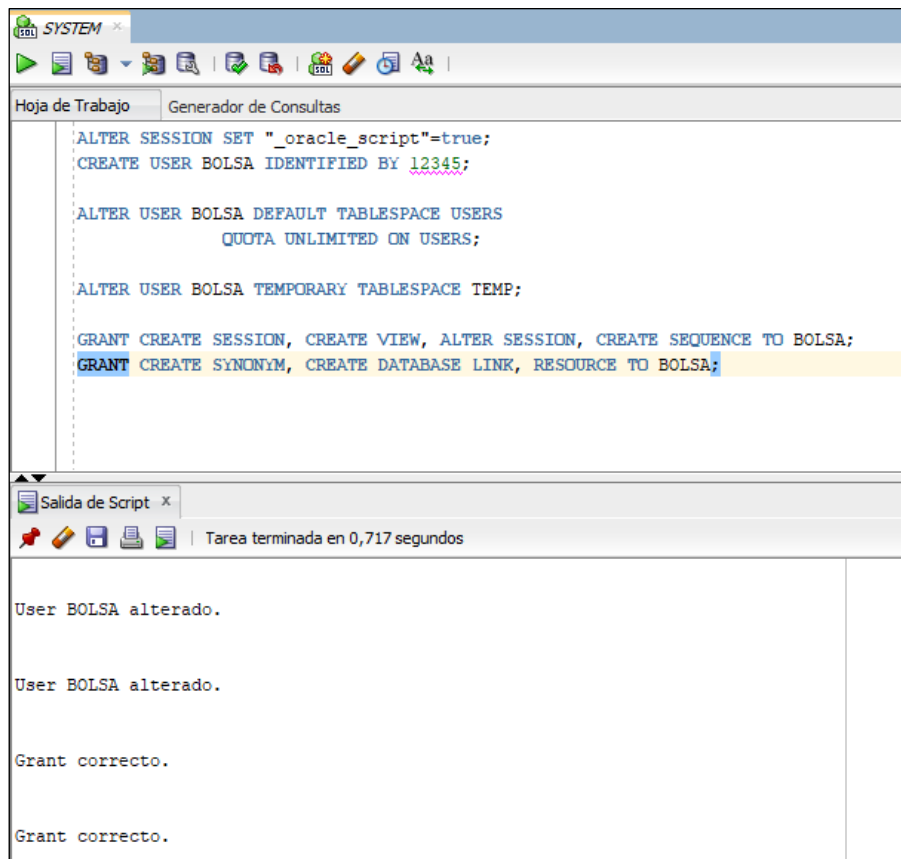 SYSTEM
Hoja de Trabajo Generador de Consultas
ALTER SESSION SET "_oracle_script"=true;
CREATE USER BOLSA IDENTIFIED BY 12345;
ALTER USER BOLSA DEFAULT TABLESPACE USERS
QUOTA UNLIMITED ON USERS;
ALTER USER BOLSA TEMPORARY TABLESPACE TEMP;
GRANT CREATE SESSION, CREATE VIEW, ALTER SESSION, CREATE SEQUENCE TO BOLSA;
GRANT CREATE SYNONYM, CREATE DATABASE LINK, RESOURCE TO BOLSA;
Salida de Script x
Tarea terminada en 0,717 segundos
User BOLSA alterado.
User BOLSA alterado.
Grant correcto.
Grant correcto.